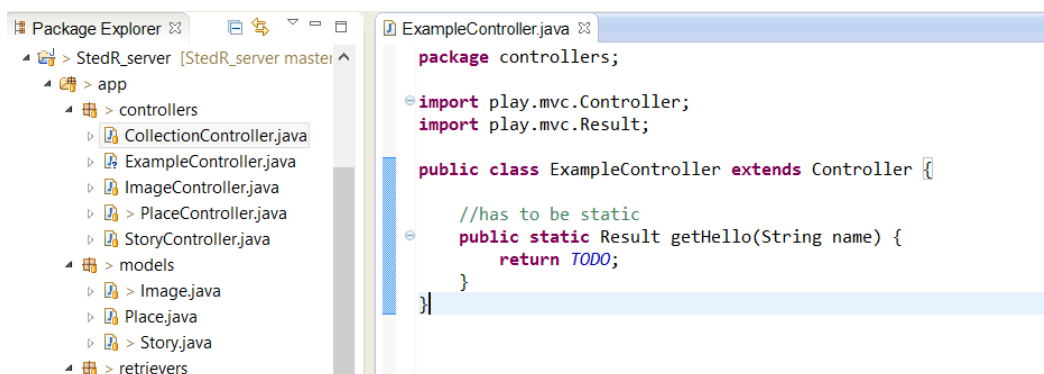 Package Explorer
> StedR_server [StedR_server master
> app
> controllers
CollectionController.java
ExampleController.java
ImageController.java
> PlaceController.java
StoryController.java
> models
> Image.java
Place.java
> Story.java
> retrievers
ExampleController.java
package controllers;
import play.mvc.Controller;
import play.mvc.Result;
public class ExampleController extends Controller {
//has to be static
public static Result getHello(String name) {
return TODO;
}
}